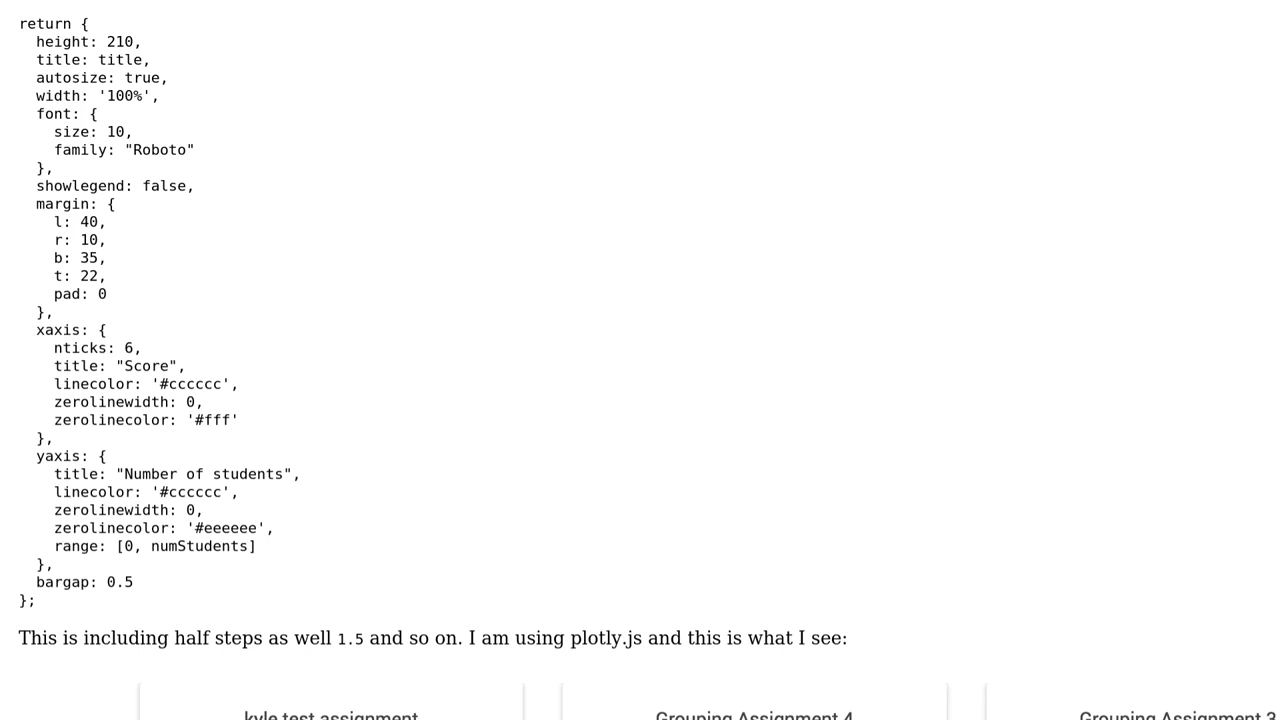 return {
  height: 210,
  title: title,
  autosize: true,
  width: '100%',
  font: {
    size: 10,
    family: "Roboto"
  },
  showlegend: false,
  margin: {
    l: 40,
    r: 10,
    b: 35,
    t: 22,
    pad: 0
  },
  xaxis: {
    nticks: 6,
    title: "Score",
    linecolor: '#cccccc',
    zerolinewidth: 0,
    zerolinecolor: '#fff'
  },
  yaxis: {
    title: "Number of students",
    linecolor: '#cccccc',
    zerolinewidth: 0,
    zerolinecolor: '#eeeeee',
    range: [0, numStudents]
  },
  bargap: 0.5
};
This is including half steps as well 1.5 and so on. I am using plotly.js and this is what I see:
kyle test assignment Grouping Assignment 4 Grouping Assignment